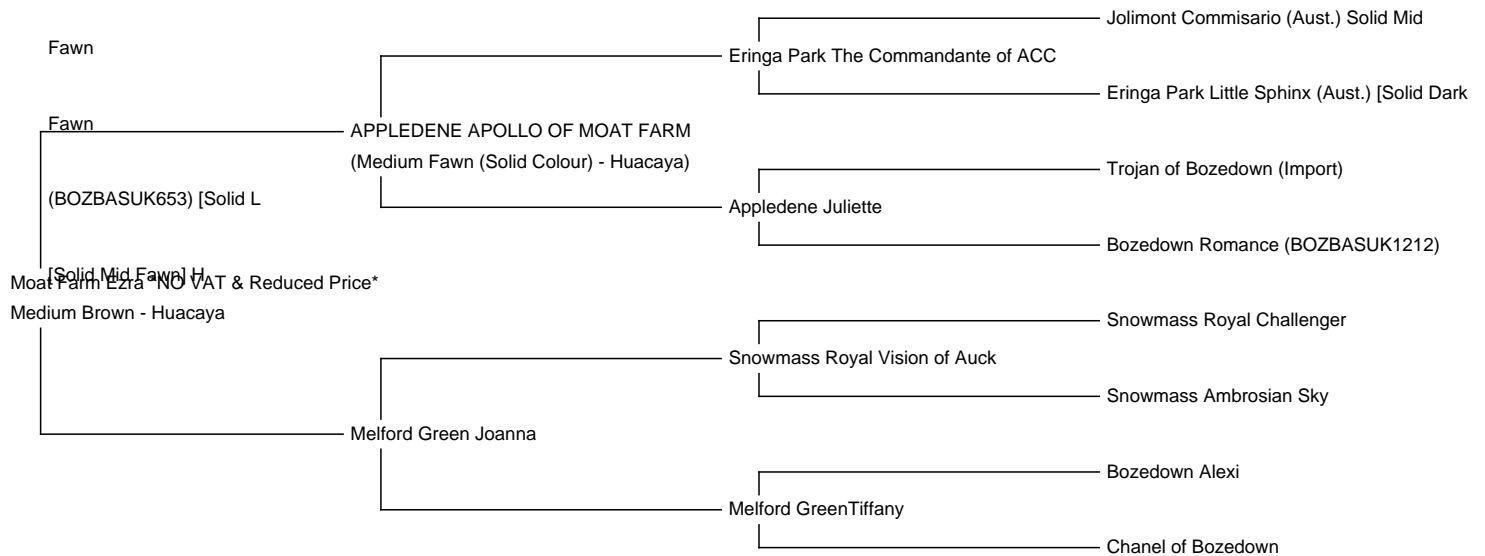 Jolimont Commisario (Aust.) Solid Mid
Fawn
Eringa Park The Commandante of ACC
Eringa Park Little Sphinx (Aust.) [Solid Dark
Fawn
APPLEDENE APOLLO OF MOAT FARM
(Medium Fawn (Solid Colour) - Huacaya)
Trojan of Bozedown (Import)
(BOZBASUK653) [Solid L
Appledene Juliette
Bozedown Romance (BOZBASUK1212)
[Solid Mid Fawn] H
Moat Farm Ezra *NO VAT & Reduced Price*
Medium Brown - Huacaya
Snowmass Royal Challenger
Snowmass Royal Vision of Auck
Snowmass Ambrosian Sky
Melford Green Joanna
Bozedown Alexi
Melford GreenTiffany
Chanel of Bozedown